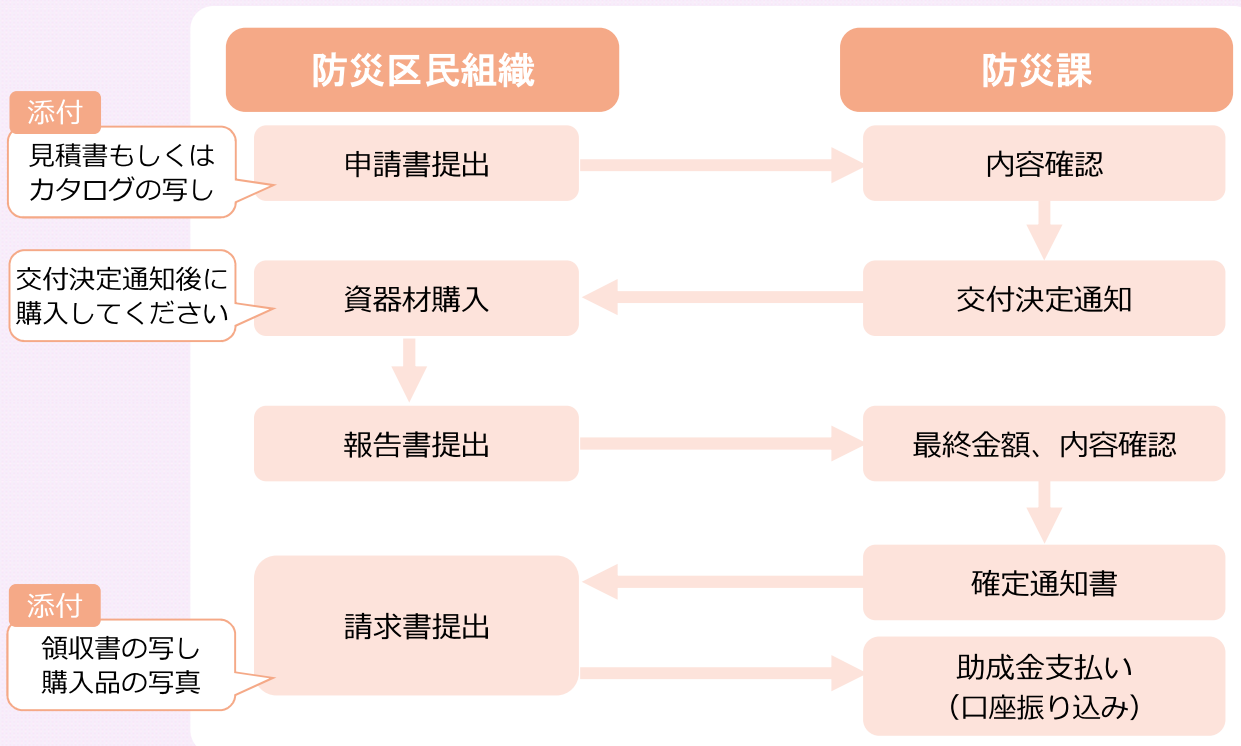 防災区民組織
防災課
添付
見積書もしくは
カタログの写し
申請書提出
内容確認
交付決定通知後に
購入してください
資器材購入
交付決定通知
報告書提出
最終金額、内容確認
確定通知書
添付
領収書の写し
購入品の写真
請求書提出
助成金支払い
（口座振り込み）